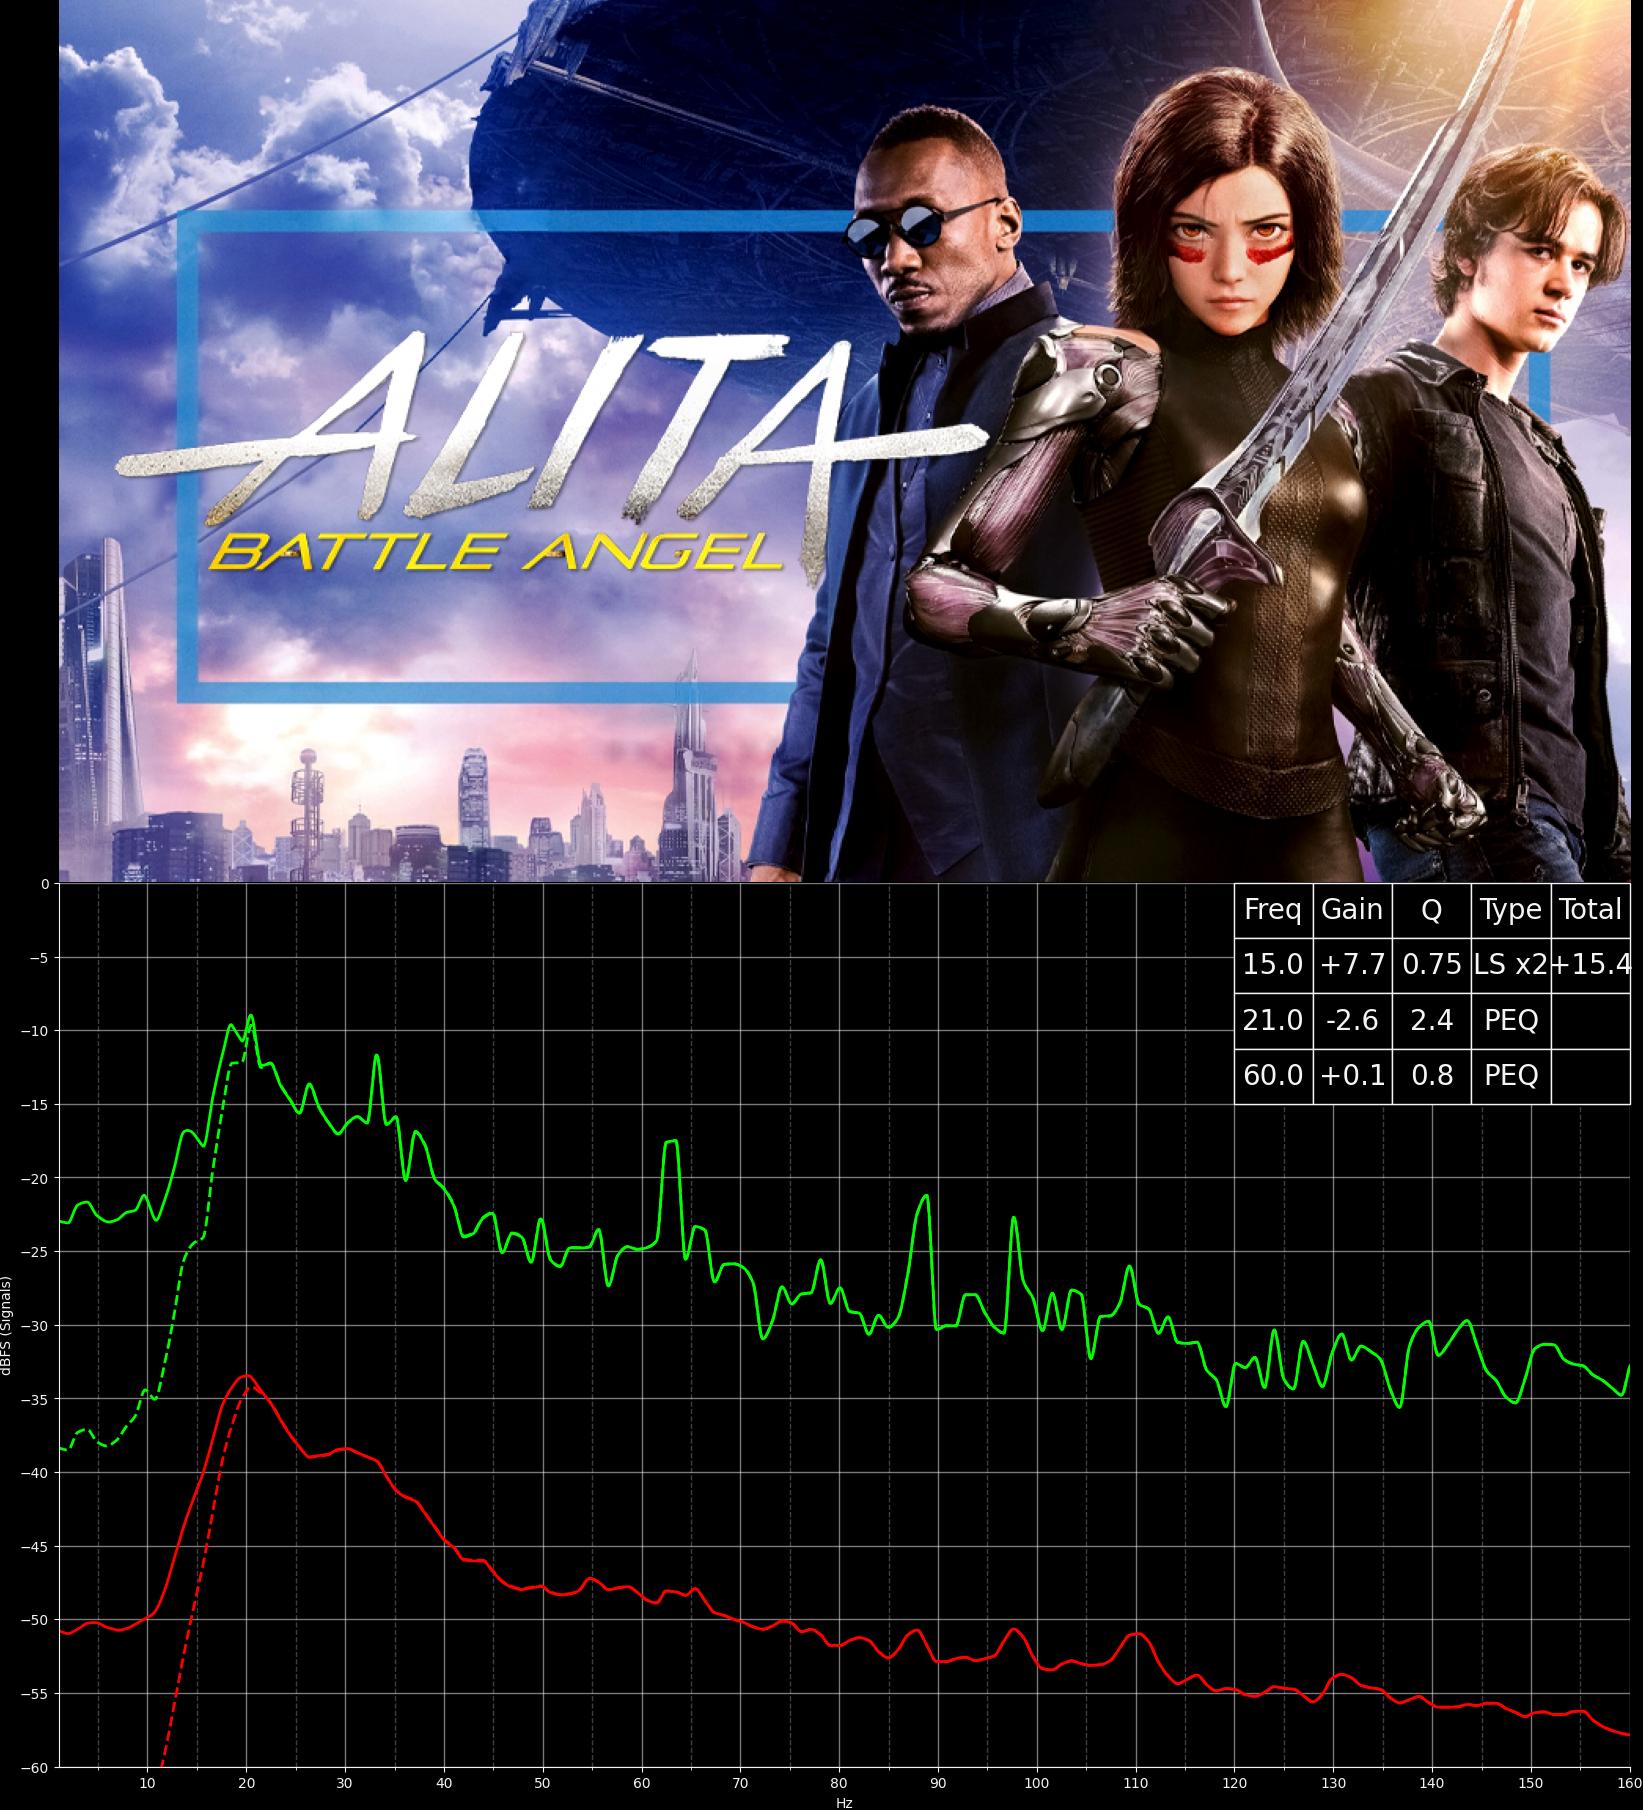 ALITA
BATTLE ANGEL
Freq Gain Q Type Total
15.0 +7.7 0.75 LS x2 +15.4
21.0 -2.6 2.4 PEQ
60.0 +0.1 0.8 PEQ
0
−5
−10
−15
−20
−25
−30
−35
−40
−45
−50
−55
−60
dBFS (Signals)
10 20 30 40 50 60 70 80 90 100 110 120 130 140 150 160
Hz